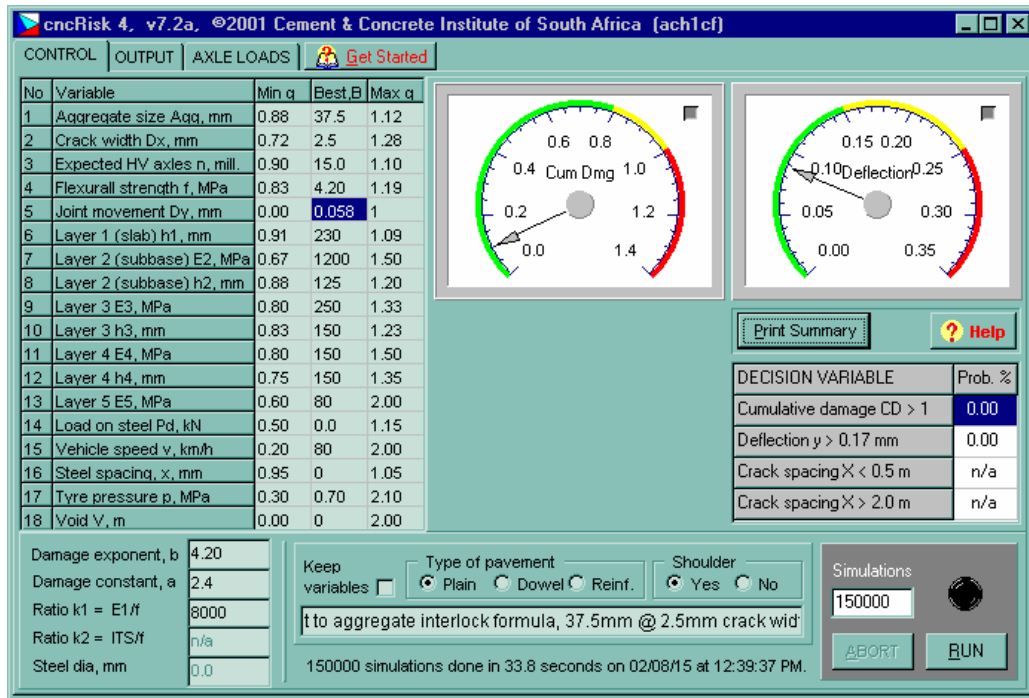 cncRisk 4, v7.2a, ©2001 Cement & Concrete Institute of South Africa (ach1cf)
CONTROL OUTPUT AXLE LOADS Get Started
No Variable Min q Best,B Max q
1 Aggregate size Agg, mm 0.88 37.5 1.12
2 Crack width Dx, mm 0.72 2.5 1.28
3 Expected HV axles n, mill. 0.90 15.0 1.10
4 Flexurall strength f, MPa 0.83 4.20 1.19
5 Joint movement Dy, mm 0.00 0.058 1
6 Layer 1 (slab) h1, mm 0.91 230 1.09
7 Layer 2 (subbase) E2, MPa 0.67 1200 1.50
8 Layer 2 (subbase) h2, mm 0.88 125 1.20
9 Layer 3 E3, MPa 0.80 250 1.33
10 Layer 3 h3, mm 0.83 150 1.23
11 Layer 4 E4, MPa 0.80 150 1.50
12 Layer 4 h4, mm 0.75 150 1.35
13 Layer 5 E5, MPa 0.60 80 2.00
14 Load on steel Pd, kN 0.50 0.0 1.15
15 Vehicle speed v, km/h 0.20 80 2.00
16 Steel spacing, x, mm 0.95 0 1.05
17 Tyre pressure p, MPa 0.30 0.70 2.10
18 Void V, m 0.00 0 2.00
0.6 0.8
0.4 Cum Dmg 1.0
0.2 1.2
0.0 1.4
0.15 0.20
0.10 Deflection 0.25
0.05 0.30
0.00 0.35
Print Summary
? Help
DECISION VARIABLE Prob. %
Cumulative damage CD > 1 0.00
Deflection y > 0.17 mm 0.00
Crack spacing X < 0.5 m n/a
Crack spacing X > 2.0 m n/a
Damage exponent, b 4.20
Damage constant, a 2.4
Ratio k1 = E1/f 8000
Ratio k2 = ITS/f n/a
Steel dia, mm 0.0
Keep variables
Type of pavement
Plain Dowel Reinf.
Shoulder
Yes No
t to aggregate interlock formula, 37.5mm @ 2.5mm crack wid
150000 simulations done in 33.8 seconds on 02/08/15 at 12:39:37 PM.
Simulations
150000
ABORT RUN